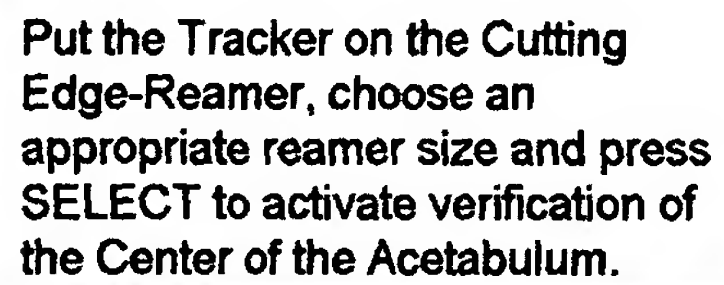 Put the Tracker on the Cutting
Edge-Reamer, choose an
appropriate reamer size and press
SELECT to activate verification of
the Center of the Acetabulum.